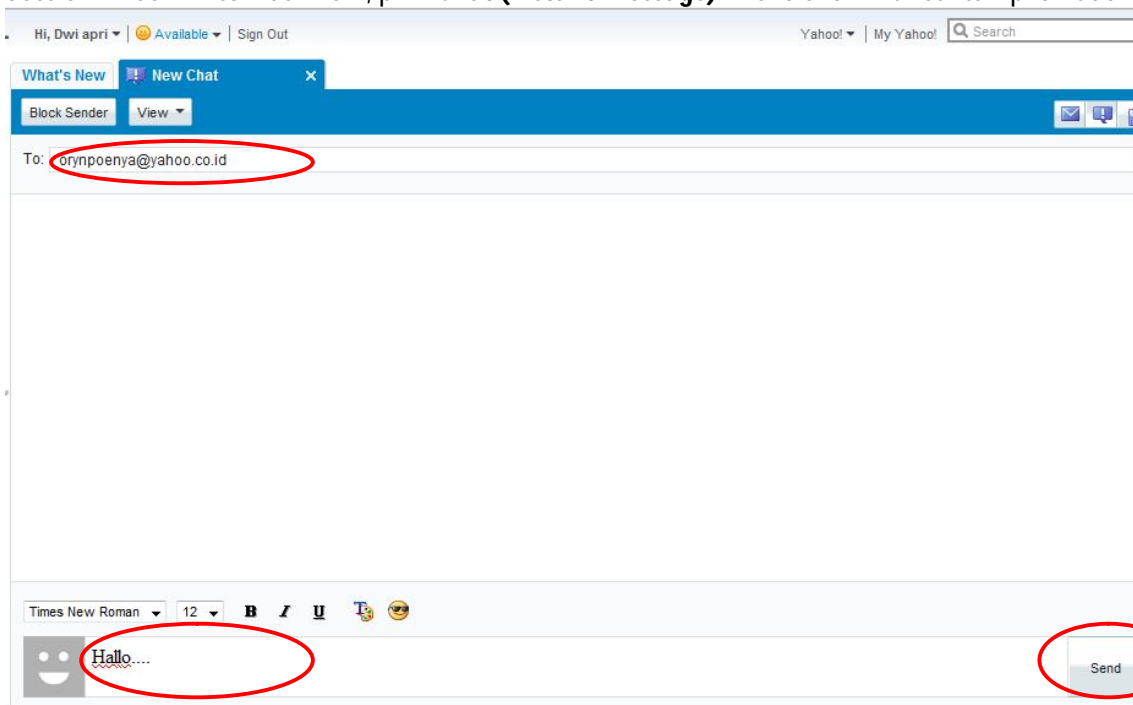 Hi, Dwi apri Available Sign Out Yahoo! My Yahoo! Search
What's New New Chat
Block Sender View
To: orynpoenya@yahoo.co.id
Times New Roman 12 B I U
Hallo....
Send